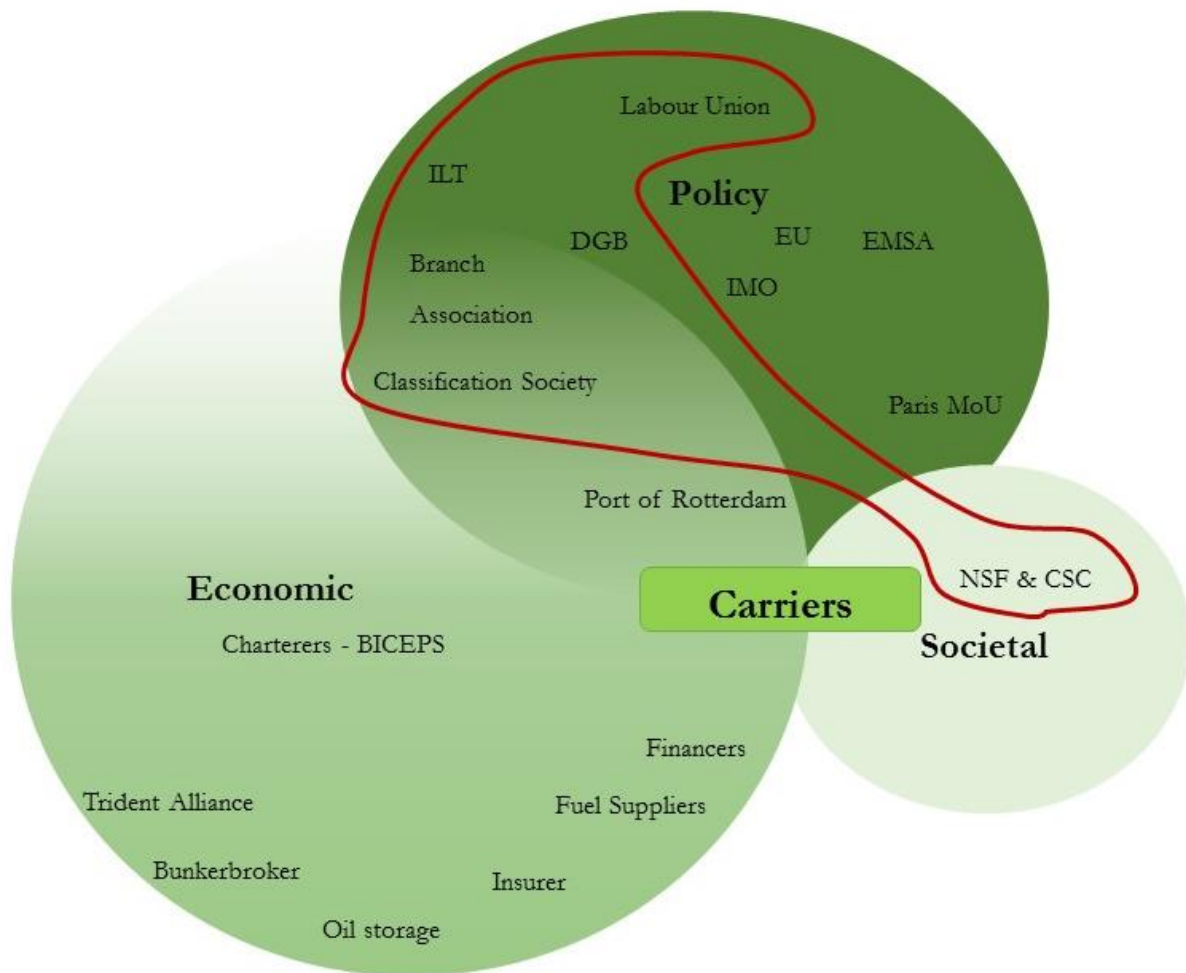 Labour Union
ILT
Policy
DGB
EU
EMSA
Branch
Association
IMO
Classification Society
Paris MoU
Port of Rotterdam
Economic
Carriers
NSF & CSC
Societal
Charterers - BICEPS
Financers
Trident Alliance
Fuel Suppliers
Bunkerbroker
Insurer
Oil storage